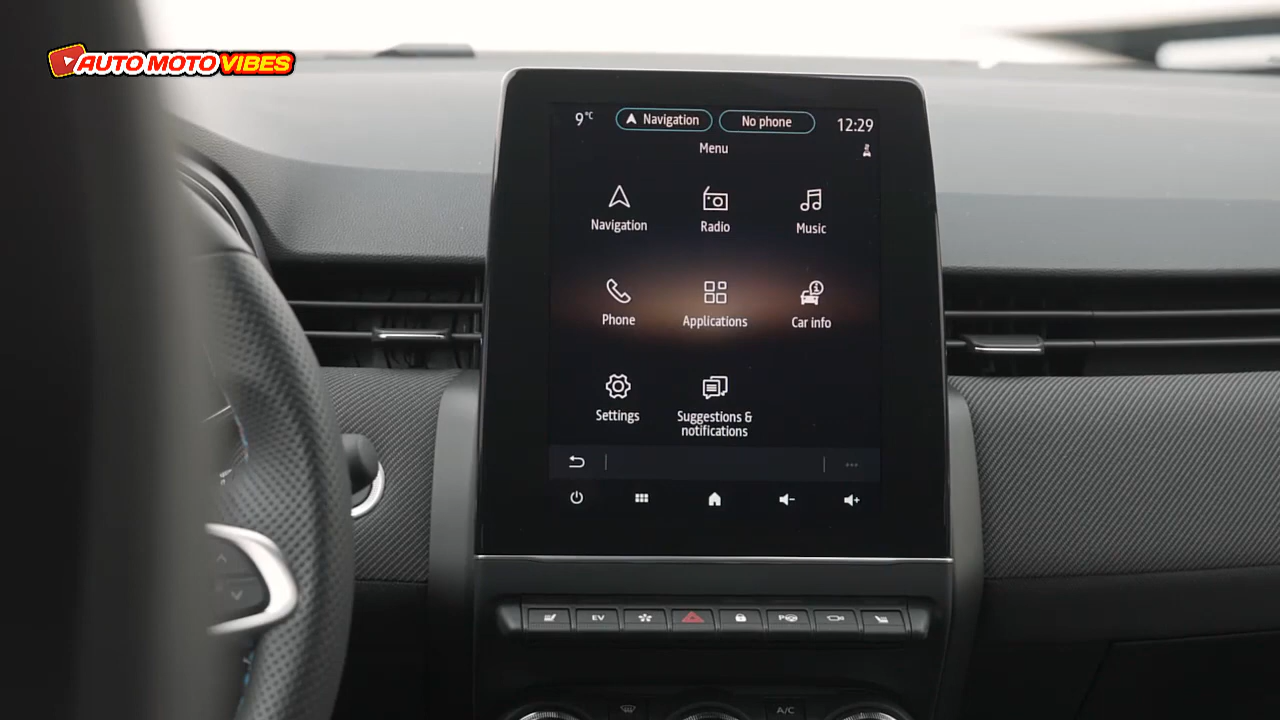 AUTO MOTO VIBES
9°C
Navigation
No phone
12:29
Menu
Navigation
Radio
Music
Phone
Applications
Car info
Settings
Suggestions &
notifications
EV
A/C